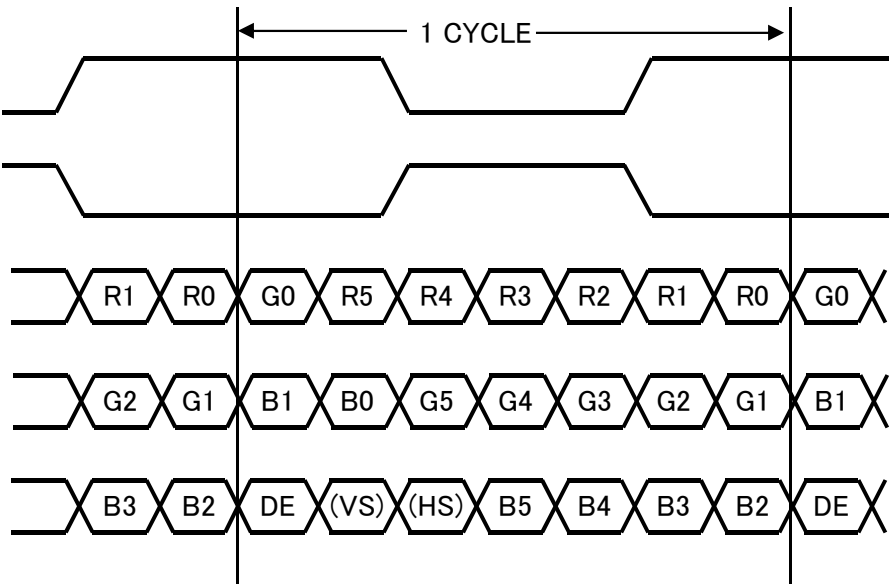 1 CYCLE
R1 R0 G0 R5 R4 R3 R2 R1 R0 G0
G2 G1 B1 B0 G5 G4 G3 G2 G1 B1
B3 B2 DE (VS) (HS) B5 B4 B3 B2 DE